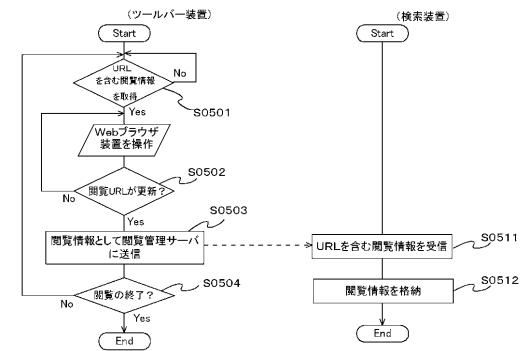 (ツールバー装置)
Start
URL
を含む閲覧情報
を取得
No
Yes
S0501
Webブラウザ
装置を操作
S0502
閲覧URLが更新?
No
Yes
S0503
閲覧情報として閲覧管理サーバ
に送信
S0504
閲覧の終了?
No
Yes
End
(検索装置)
Start
S0511
URLを含む閲覧情報を受信
S0512
閲覧情報を格納
End